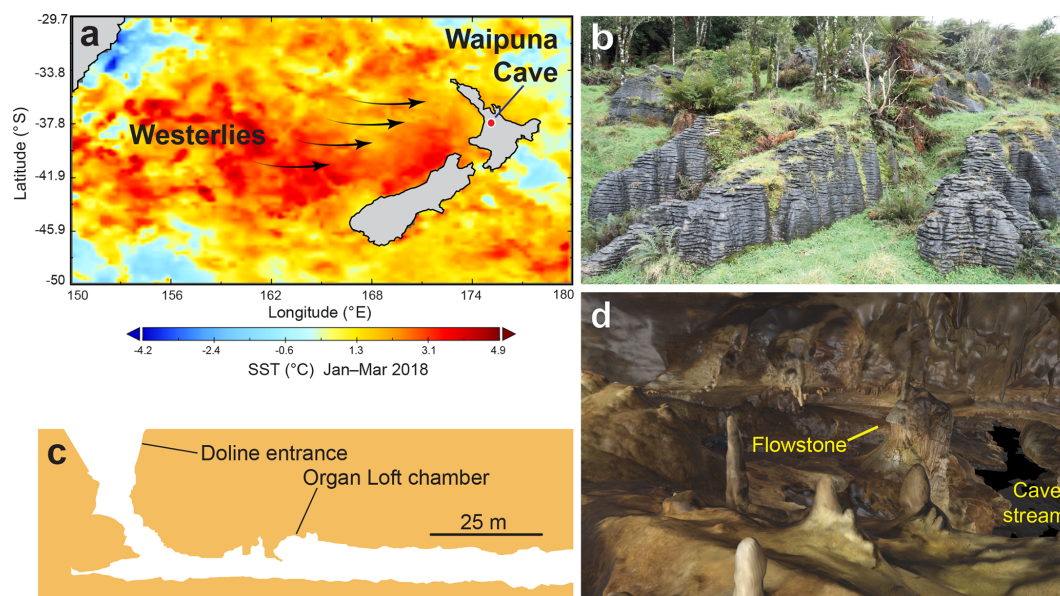 a
Waipuna
Cave
Westerlies
-29.7
-33.8
-37.8
-41.9
-45.9
-50
Latitude (°S)
150
156
162
168
174
180
Longitude (°E)
-4.2
-2.4
-0.6
1.3
3.1
4.9
SST (°C) Jan–Mar 2018
b
c
Doline entrance
Organ Loft chamber
25 m
d
Flowstone
Cave
stream